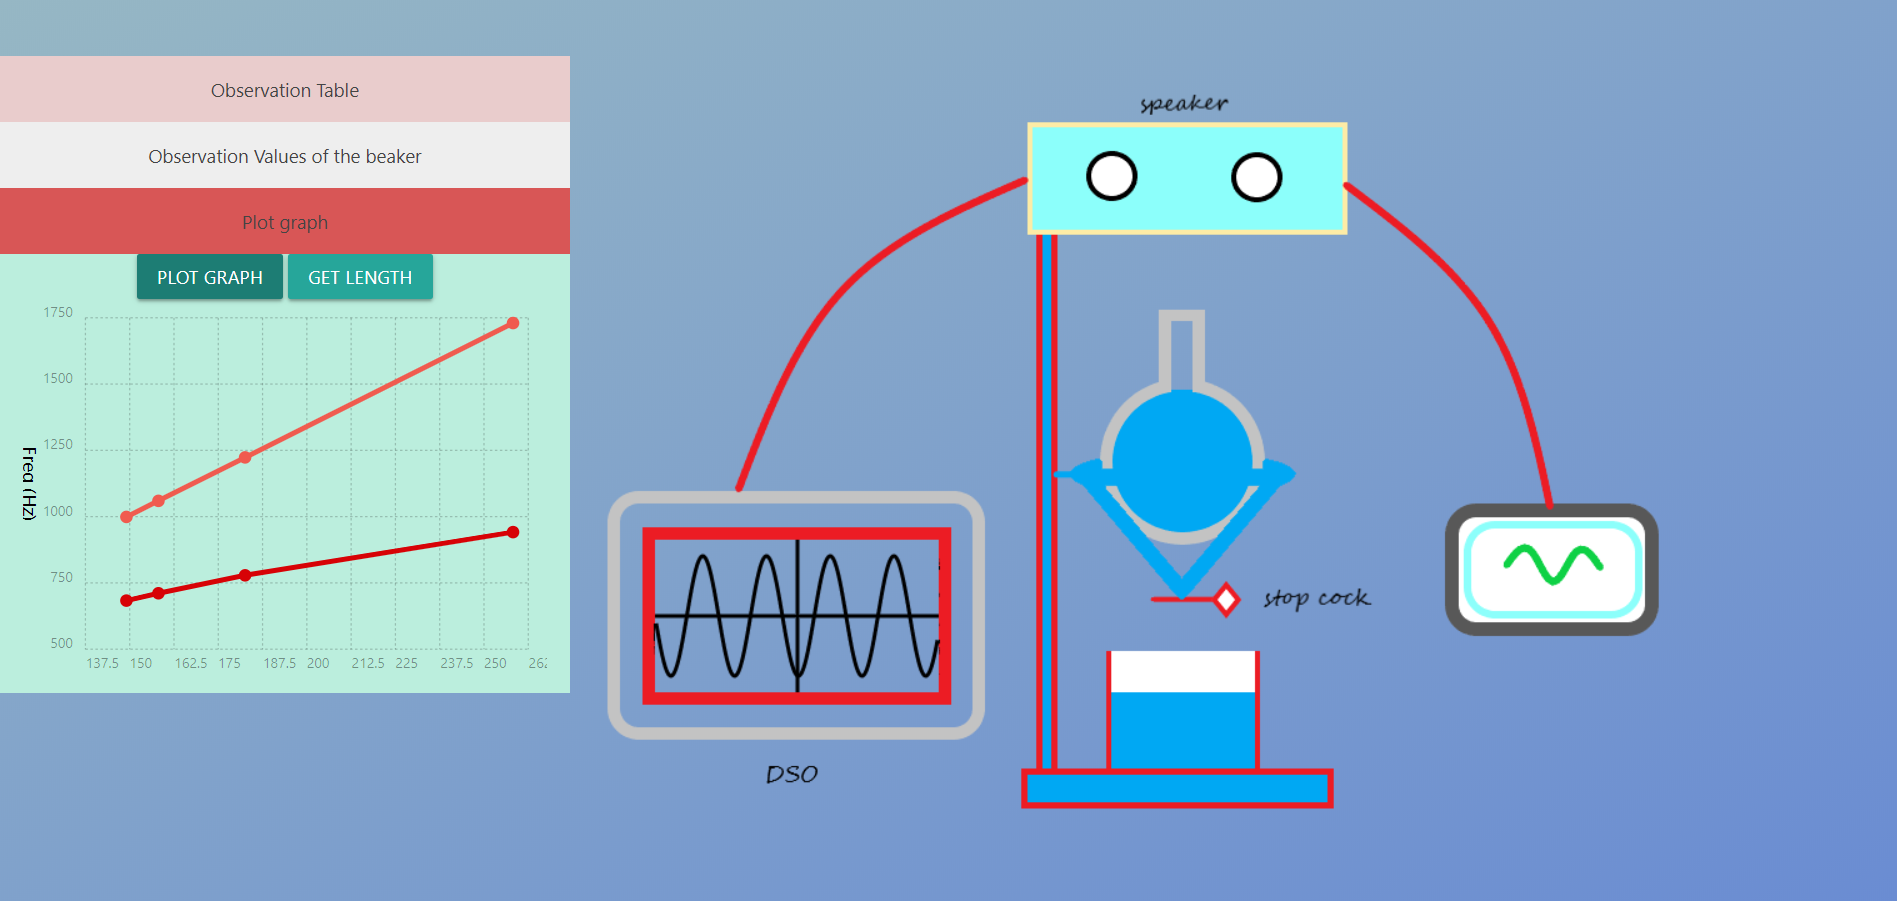 Observation Table
Observation Values of the beaker
Plot graph
PLOT GRAPH GET LENGTH
1750
1500
1250
1000
750
500
Freq (Hz)
137.5 150 162.5 175 187.5 200 212.5 225 237.5 250 262
speaker
stop cock
DSO